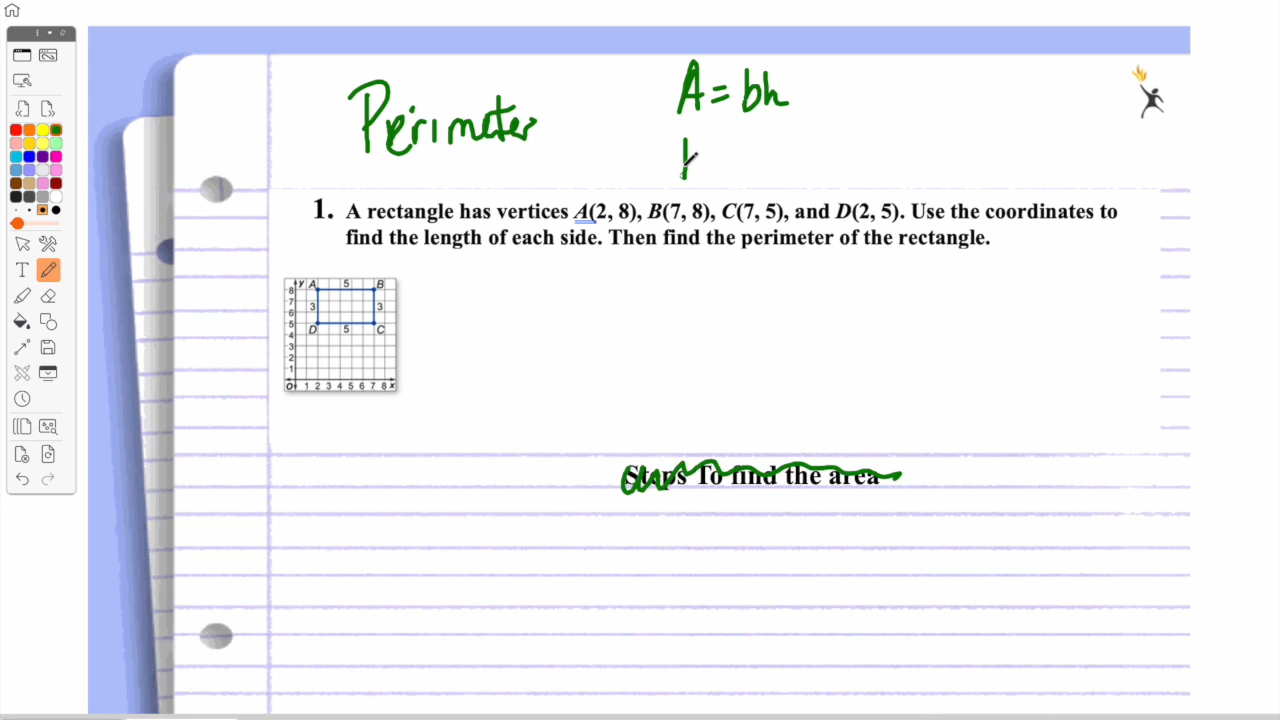 Perimeter
A = bh
1. A rectangle has vertices A(2, 8), B(7, 8), C(7, 5), and D(2, 5). Use the coordinates to
find the length of each side. Then find the perimeter of the rectangle.
y A 5 B
8
7
3 3
6
5
D 5 C
4
3
2
1
O 1 2 3 4 5 6 7 8 x
Steps To find the area
T